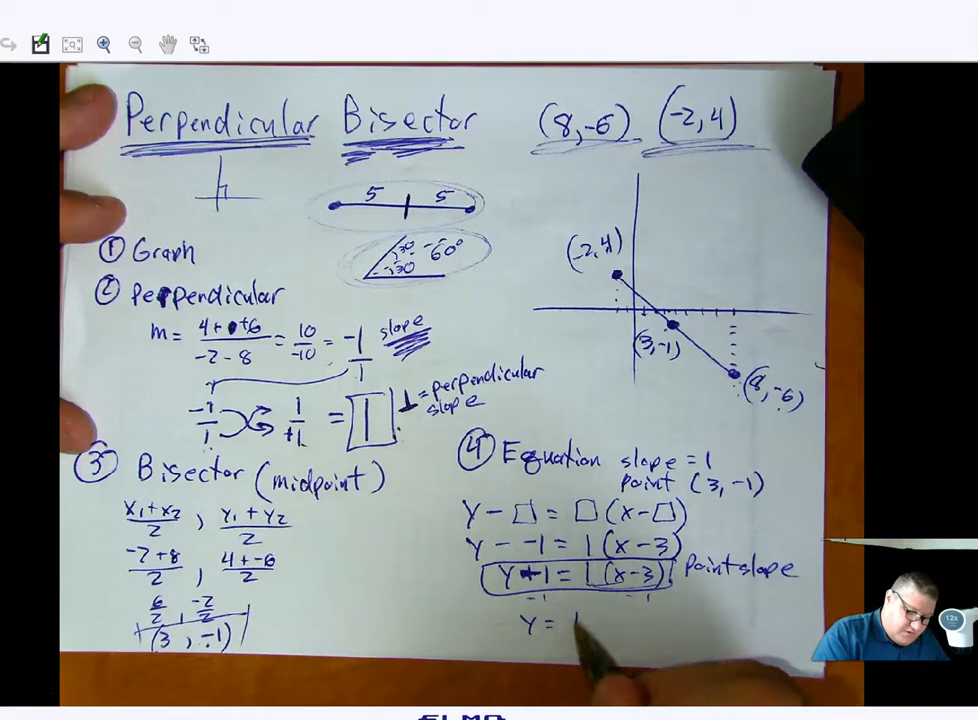 Perpendicular Bisector (8,-6) (-2,4)
5 5
① Graph
30 -60°
30
② Perpendicular
m = 4++6/-2-8 = 10/-10 = -1/1 slope
-1/1 1/+1 = 1 ⊥ = perpendicular
slope
(-2,4)
(3,-1)
(8,-6)
③ Bisector (midpoint)
x₁+x₂/2 , y₁+y₂/2
-2+8/2 , 4+-6/2
6/2 , -2/2
(3 , -1)
④ Equation slope = 1
point (3,-1)
y - □ = □ (x - □)
y - -1 = 1 (x - 3)
y + 1 = 1 (x - 3) Point slope
-1 -1
y = 1
12x
ELMO